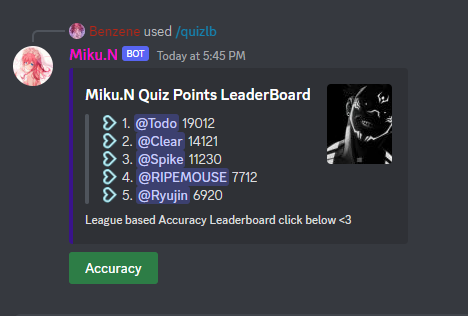 Benzene used /quizlb
Miku.N BOT Today at 5:45 PM
Miku.N Quiz Points LeaderBoard
1. @Todo 19012
2. @Clear 14121
3. @Spike 11230
4. @RIPEMOUSE 7712
5. @Ryujin 6920
League based Accuracy Leaderboard click below <3
Accuracy